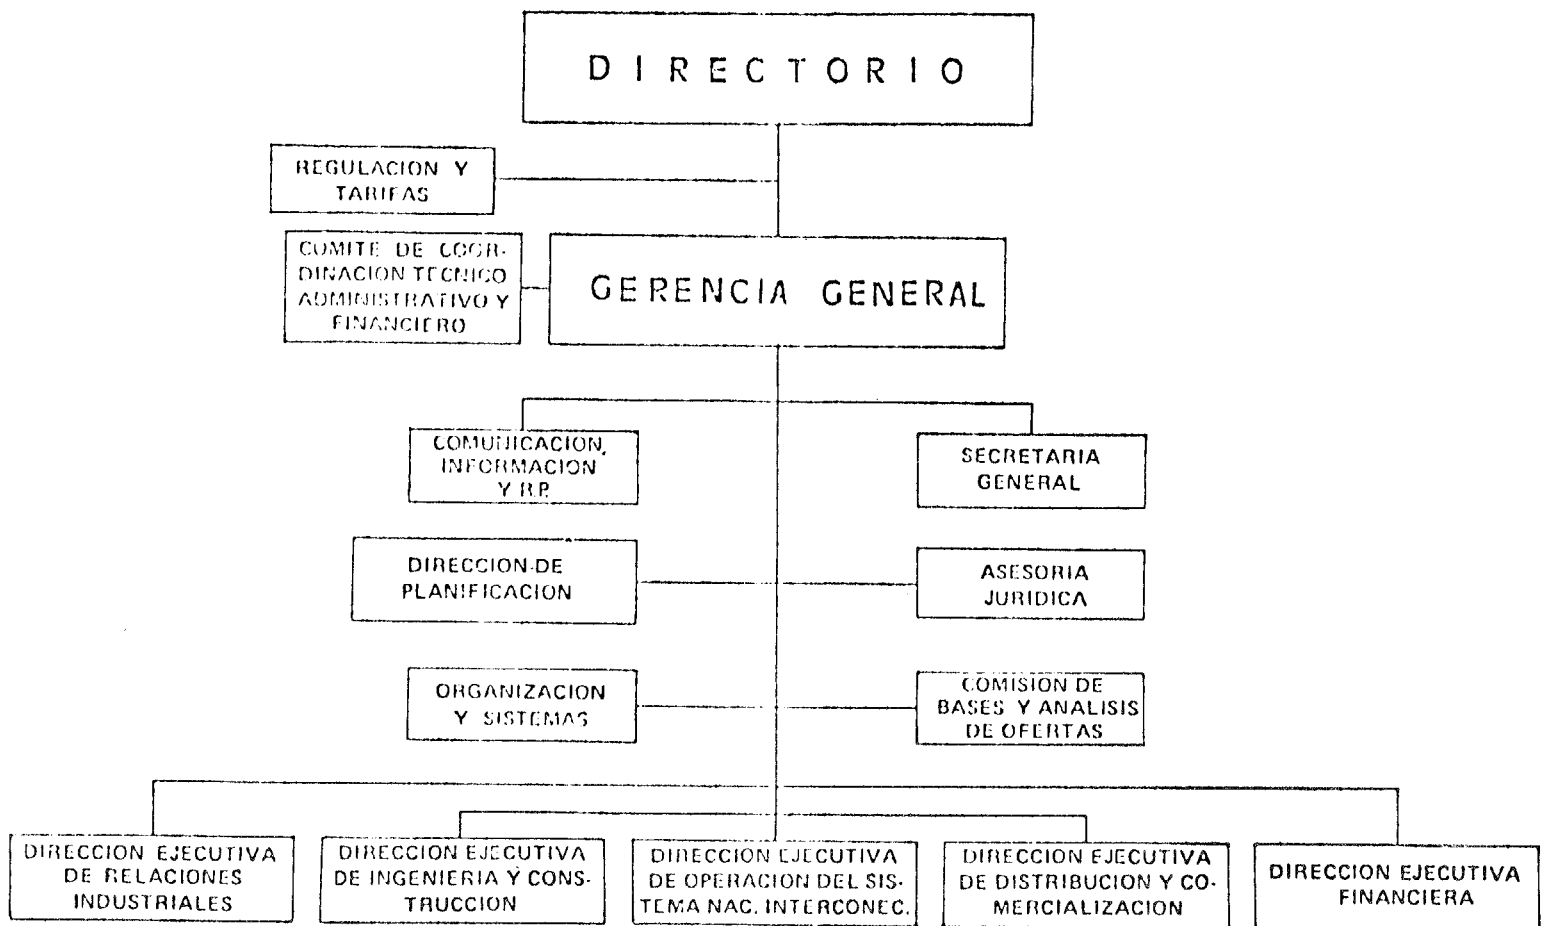 DIRECTORIO
REGULACION Y
TARIFAS
COMITE DE COOR-
DINACION TECNICO
ADMINISTRATIVO Y
FINANCIERO
GERENCIA GENERAL
COMUNICACION,
INFORMACION
Y R.P.
SECRETARIA
GENERAL
DIRECCION DE
PLANIFICACION
ASESORIA
JURIDICA
ORGANIZACION
Y SISTEMAS
COMISION DE
BASES Y ANALISIS
DE OFERTAS
DIRECCION EJECUTIVA
DE RELACIONES
INDUSTRIALES
DIRECCION EJECUTIVA
DE INGENIERIA Y CONS-
TRUCCION
DIRECCION EJECUTIVA
DE OPERACION DEL SIS-
TEMA NAC. INTERCONEC.
DIRECCION EJECUTIVA
DE DISTRIBUCION Y CO-
MERCIALIZACION
DIRECCION EJECUTIVA
FINANCIERA